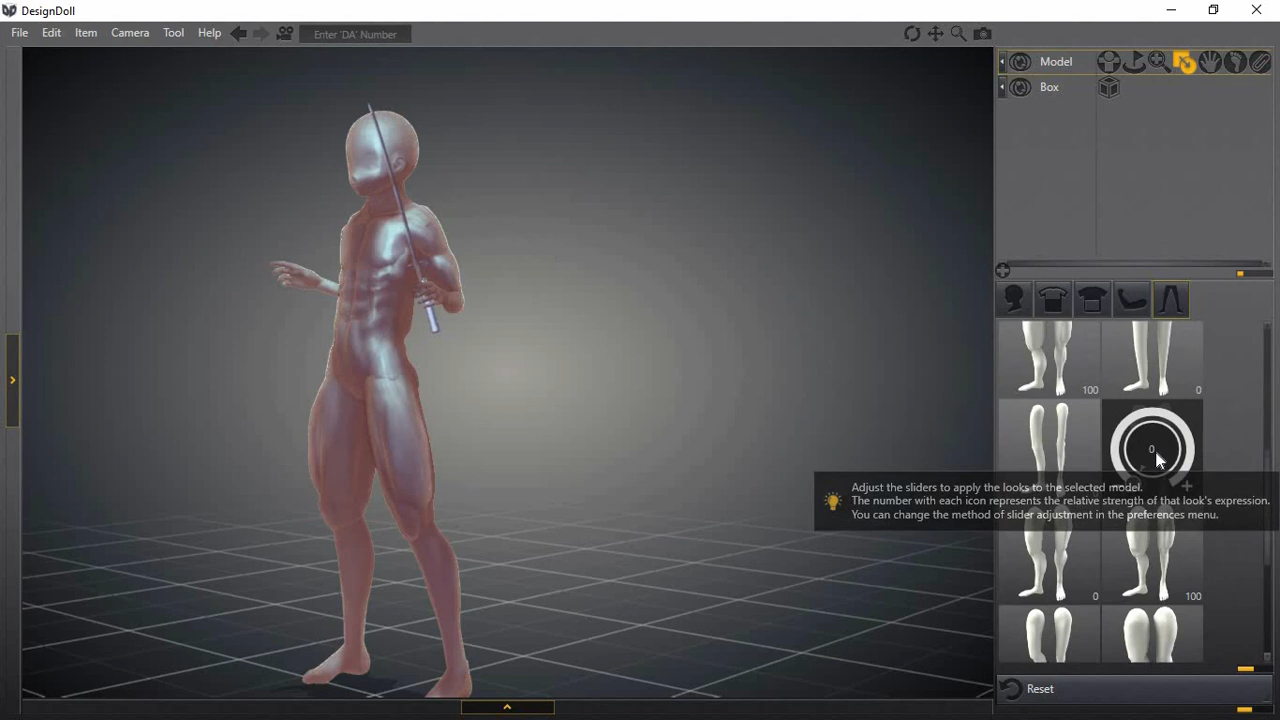 DesignDoll
File Edit Item Camera Tool Help Enter 'DA' Number
Model
Box
100 0
0
Adjust the sliders to apply the looks to the selected model.
The number with each icon represents the relative strength of that look's expression.
You can change the method of slider adjustment in the preferences menu.
0 100
Reset